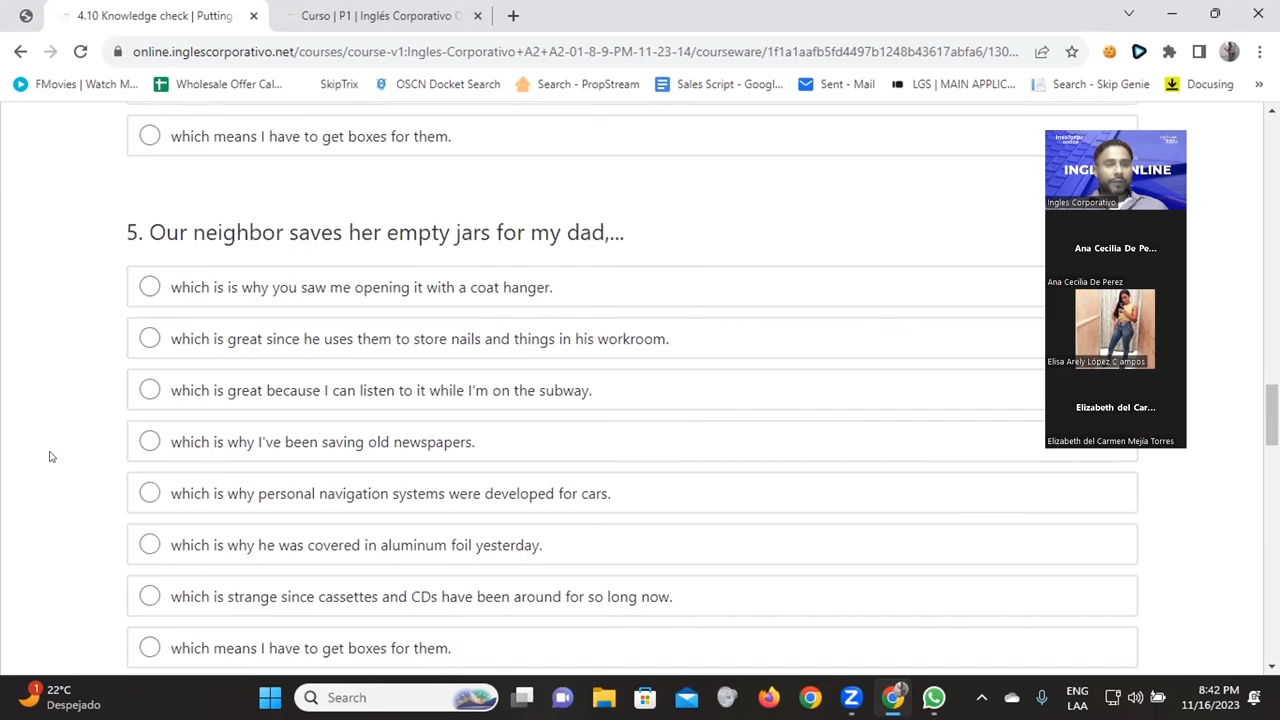 4.10 Knowledge check | Putting
Curso | P1 | Inglés Corporativo C
online.inglescorporativo.net/courses/course-v1:Ingles-Corporativo+A2+A2-01-8-9-PM-11-23-14/courseware/1f1a1aafb5fd4497b1248b43617abfa6/130...
FMovies | Watch M...
Wholesale Offer Cal...
SkipTrix
OSCN Docket Search
Search - PropStream
Sales Script - Googl...
Sent - Mail
LGS | MAIN APPLIC...
Search - Skip Genie
Docusing
»
which means I have to get boxes for them.
INGL
NLINE
Ingles Corporativo
5. Our neighbor saves her empty jars for my dad,...
Ana Cecilia De Pe...
Ana Cecilia De Perez
which is is why you saw me opening it with a coat hanger.
which is great since he uses them to store nails and things in his workroom.
Elisa Arely López C ampos
which is great because I can listen to it while I'm on the subway.
Elizabeth del Car...
Elizabeth del Carmen Mejía Torres
which is why I've been saving old newspapers.
which is why personal navigation systems were developed for cars.
which is why he was covered in aluminum foil yesterday.
which is strange since cassettes and CDs have been around for so long now.
which means I have to get boxes for them.
1
22°C
Despejado
Search
ENG
LAA
8:42 PM
11/16/2023